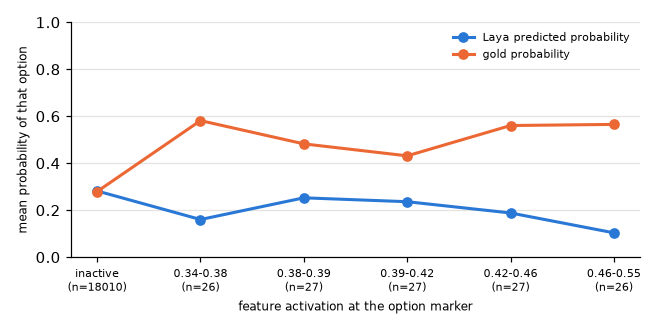 1.0
0.8
0.6
0.4
0.2
0.0
mean probability of that option
Laya predicted probability
gold probability
inactive
(n=18010)
0.34-0.38
(n=26)
0.38-0.39
(n=27)
0.39-0.42
(n=27)
0.42-0.46
(n=27)
0.46-0.55
(n=26)
feature activation at the option marker